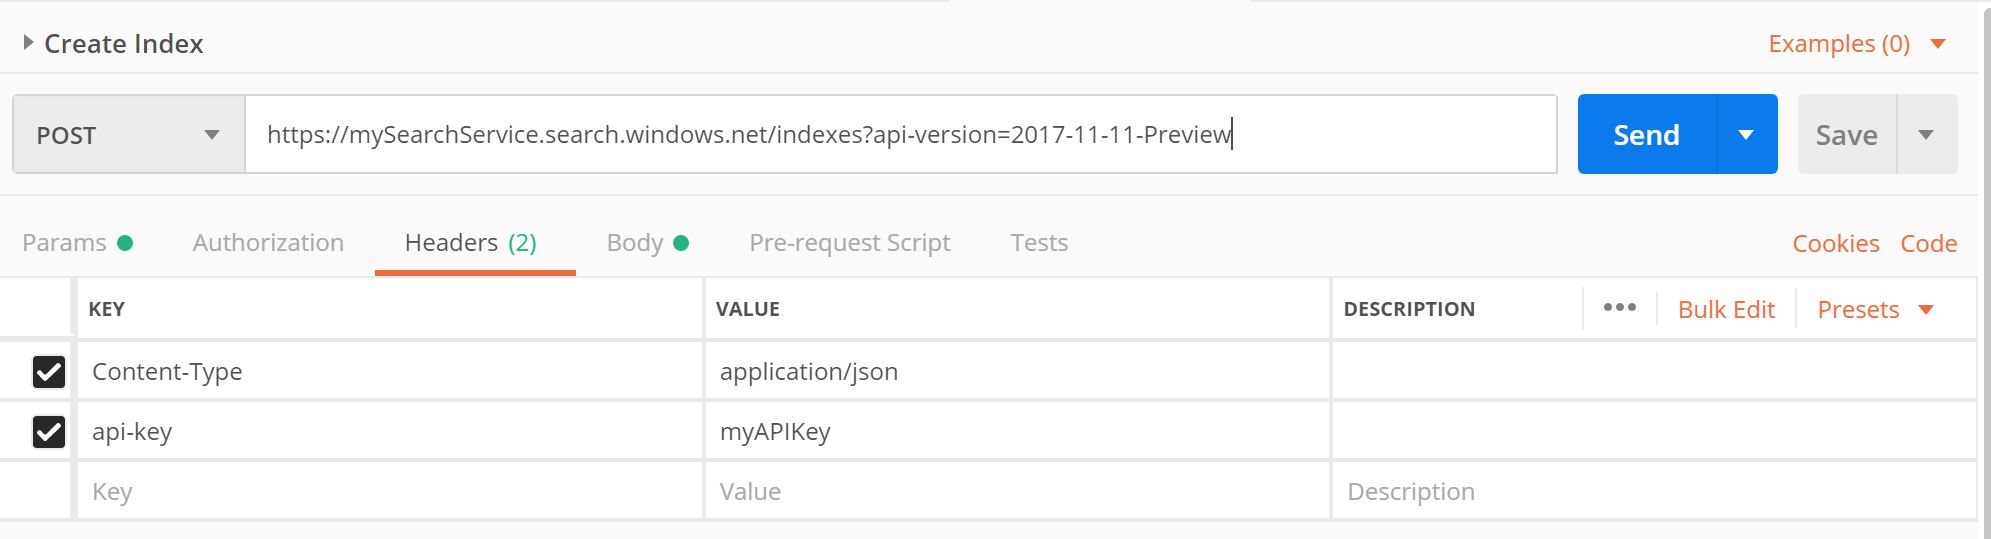 Create Index Examples (0)
POST https://mySearchService.search.windows.net/indexes?api-version=2017-11-11-Preview Send Save
Params Authorization Headers (2) Body Pre-request Script Tests Cookies Code
KEY VALUE DESCRIPTION ••• Bulk Edit Presets
Content-Type application/json
api-key myAPIKey
Key Value Description